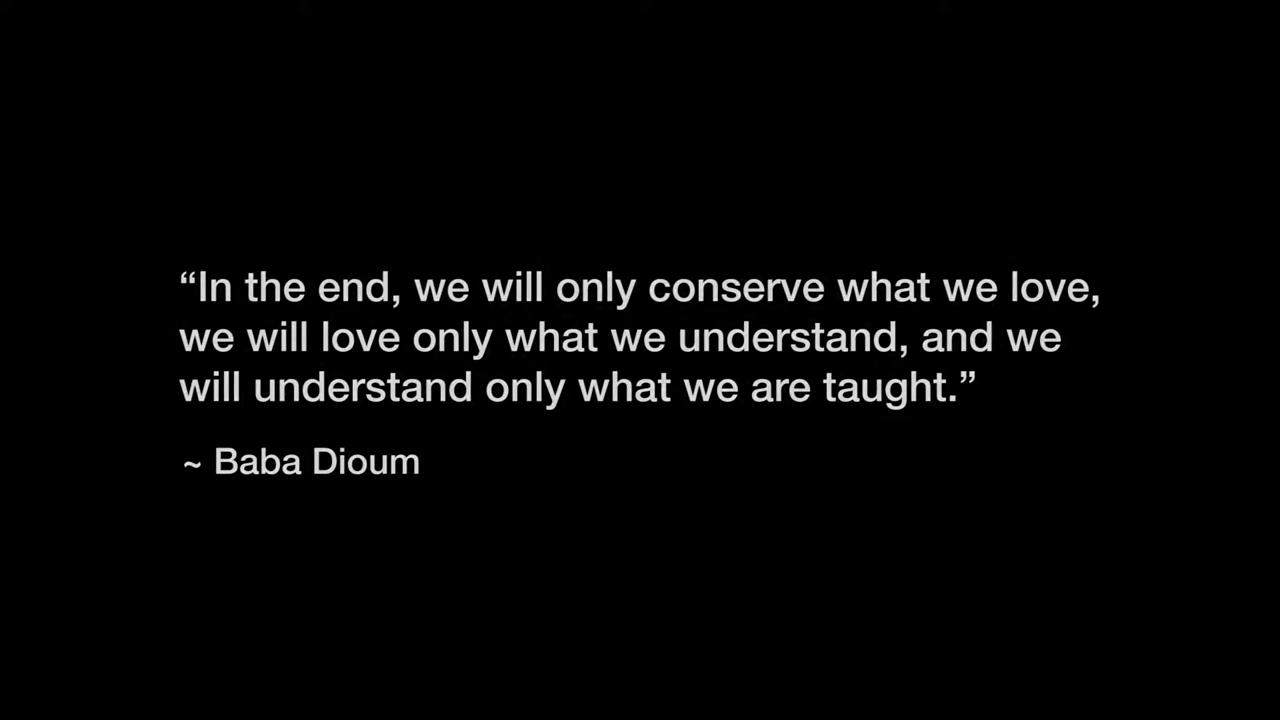 “In the end, we will only conserve what we love,
we will love only what we understand, and we
will understand only what we are taught.”
~ Baba Dioum